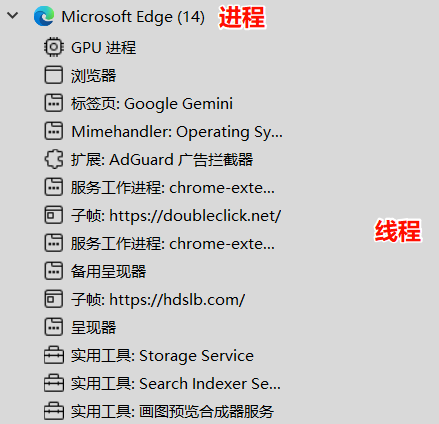 Microsoft Edge (14) 进程
GPU 进程
浏览器
标签页: Google Gemini
Mimehandler: Operating Sy...
扩展: AdGuard 广告拦截器
服务工作进程: chrome-exte...
子帧: https://doubleclick.net/
线程
服务工作进程: chrome-exte...
备用呈现器
子帧: https://hdslb.com/
呈现器
实用工具: Storage Service
实用工具: Search Indexer Se...
实用工具: 画图预览合成器服务